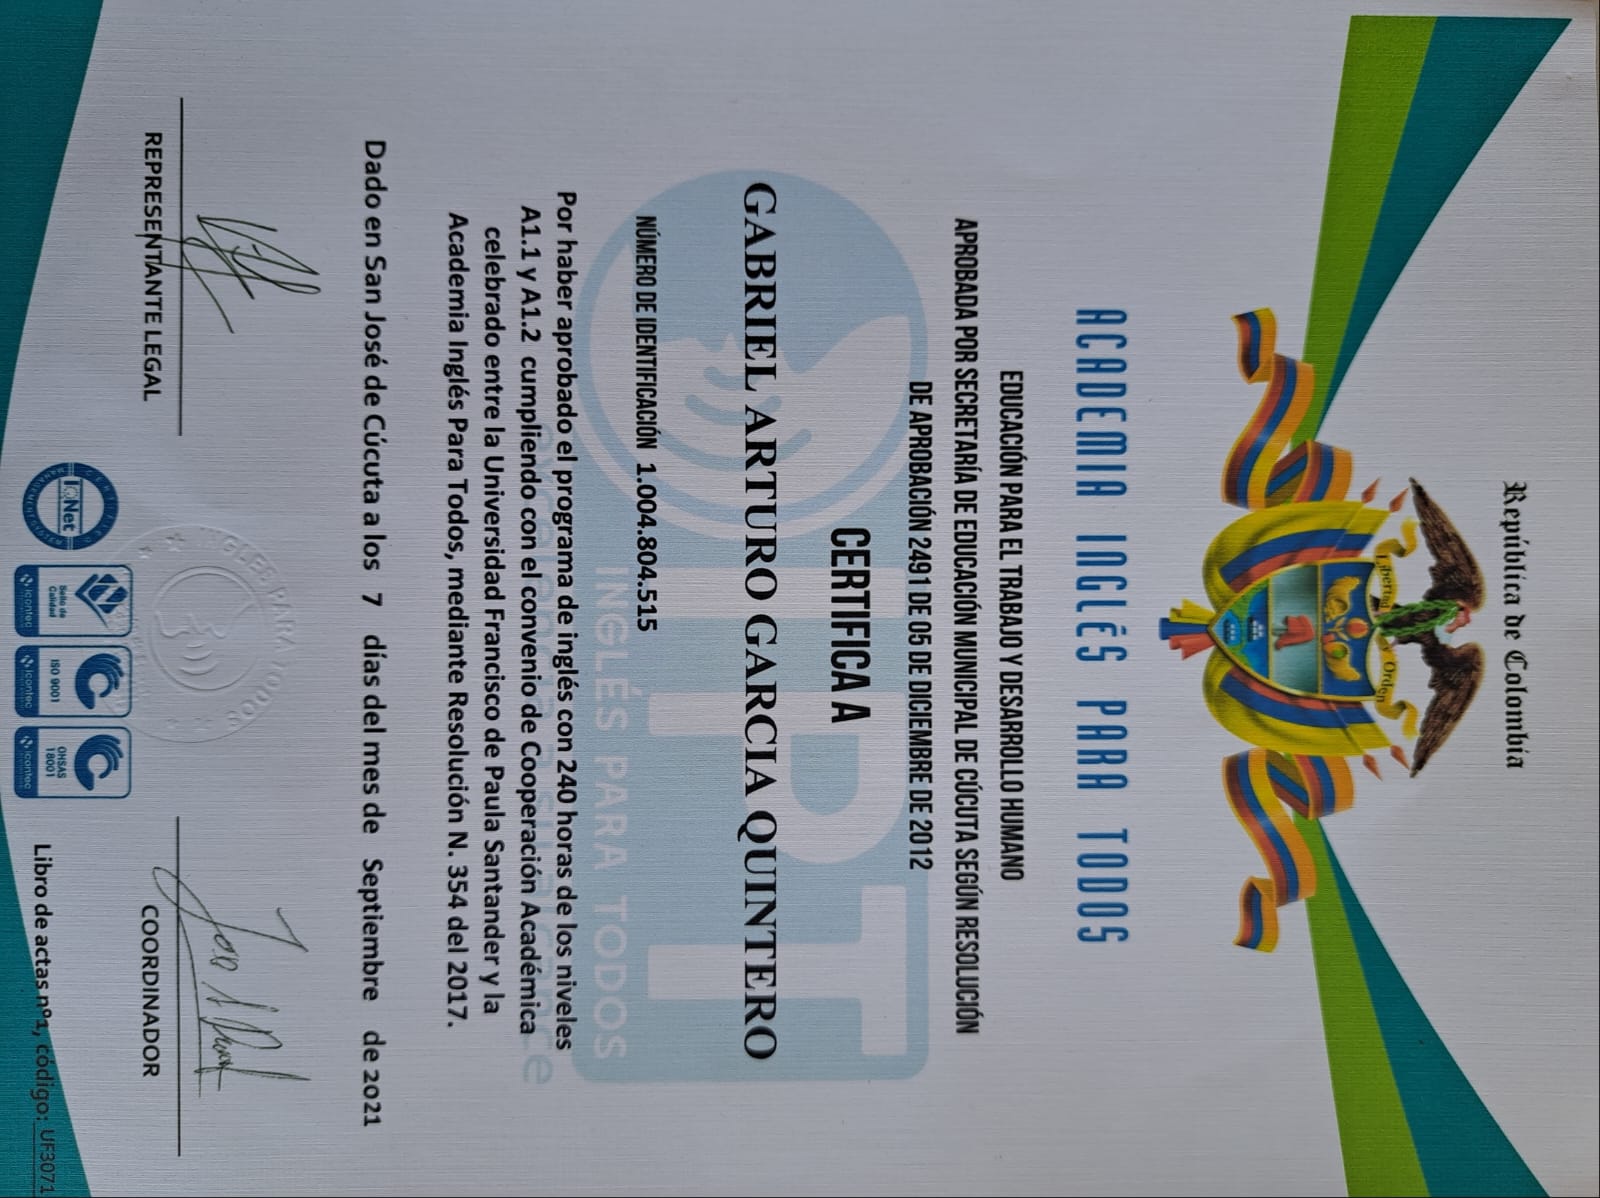 República de Colombia
Libertad y Orden
ACADEMIA INGLÉS PARA TODOS
EDUCACIÓN PARA EL TRABAJO Y DESARROLLO HUMANO
APROBADA POR SECRETARÍA DE EDUCACIÓN MUNICIPAL DE CÚCUTA SEGÚN RESOLUCIÓN
DE APROBACIÓN 2491 DE 05 DE DICIEMBRE DE 2012
CERTIFICA A
GABRIEL ARTURO GARCIA QUINTERO
NÚMERO DE IDENTIFICACIÓN 1.004.804.515
INGLÉS PARA TODOS
Por haber aprobado el programa de inglés con 240 horas de los niveles
A1.1 y A1.2 cumpliendo con el convenio de Cooperación Académica
celebrado entre la Universidad Francisco de Paula Santander y la
Academia Inglés Para Todos, mediante Resolución N. 354 del 2017.
Dado en San José de Cúcuta a los 7 dias del mes de Septiembre de 2021
REPRESENTANTE LEGAL
COORDINADOR
INGLES PARA TODOS
CERTIFIED
MANAGEMENT SYSTEM
IQNet
Sello de
Calidad
icontec
ISO 9001
icontec
OHSAS
18001
icontec
Libro de actas nº1, código: UF3071